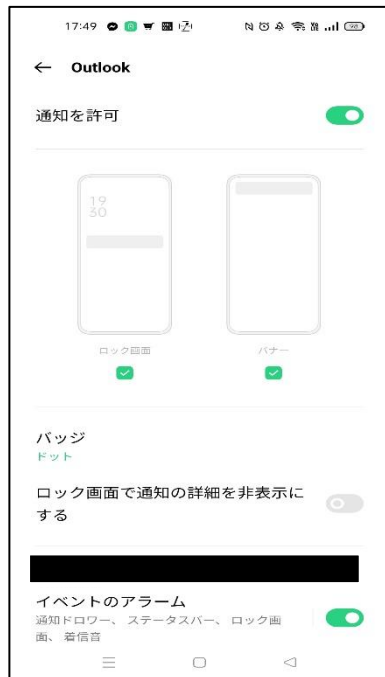 17:49
Outlook
通知を許可
19
30
ロック画面
バナー
バッジ
ドット
ロック画面で通知の詳細を非表示に
する
イベントのアラーム
通知ドロワー、ステータスバー、ロック画
面、着信音